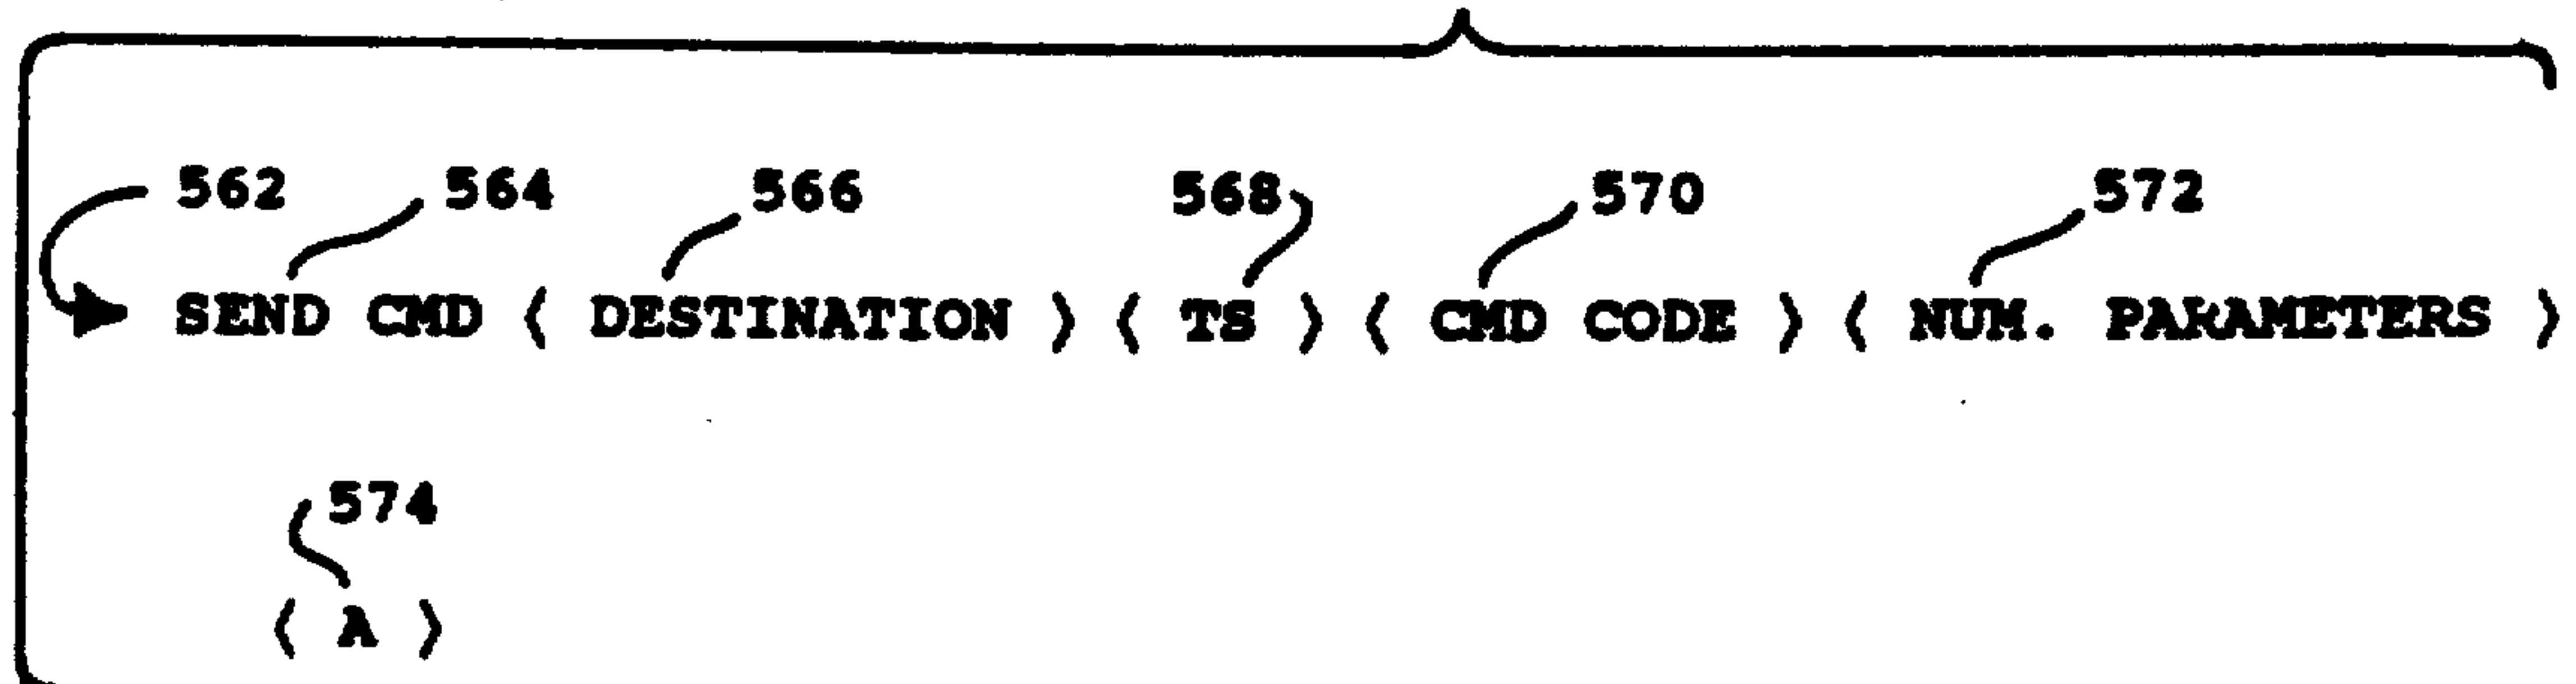 562 564 566 568 570 572
SEND CMD ( DESTINATION ) ( TS ) ( CMD CODE ) ( NUM. PARAMETERS )
574
( A )